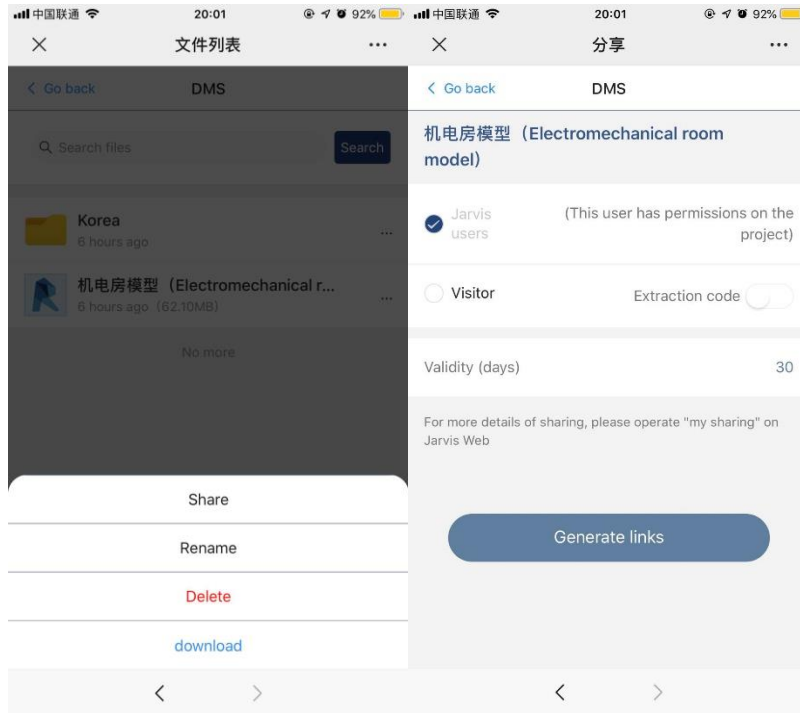 中国联通 20:01 92%
文件列表
Go back DMS
Search files Search
Korea
6 hours ago
机电房模型（Electromechanical r...
6 hours ago（62.10MB）
No more
Share
Rename
Delete
download
中国联通 20:01 92%
分享
Go back DMS
机电房模型（Electromechanical room
model）
Jarvis
users
(This user has permissions on the
project)
Visitor Extraction code
Validity (days) 30
For more details of sharing, please operate "my sharing" on
Jarvis Web
Generate links